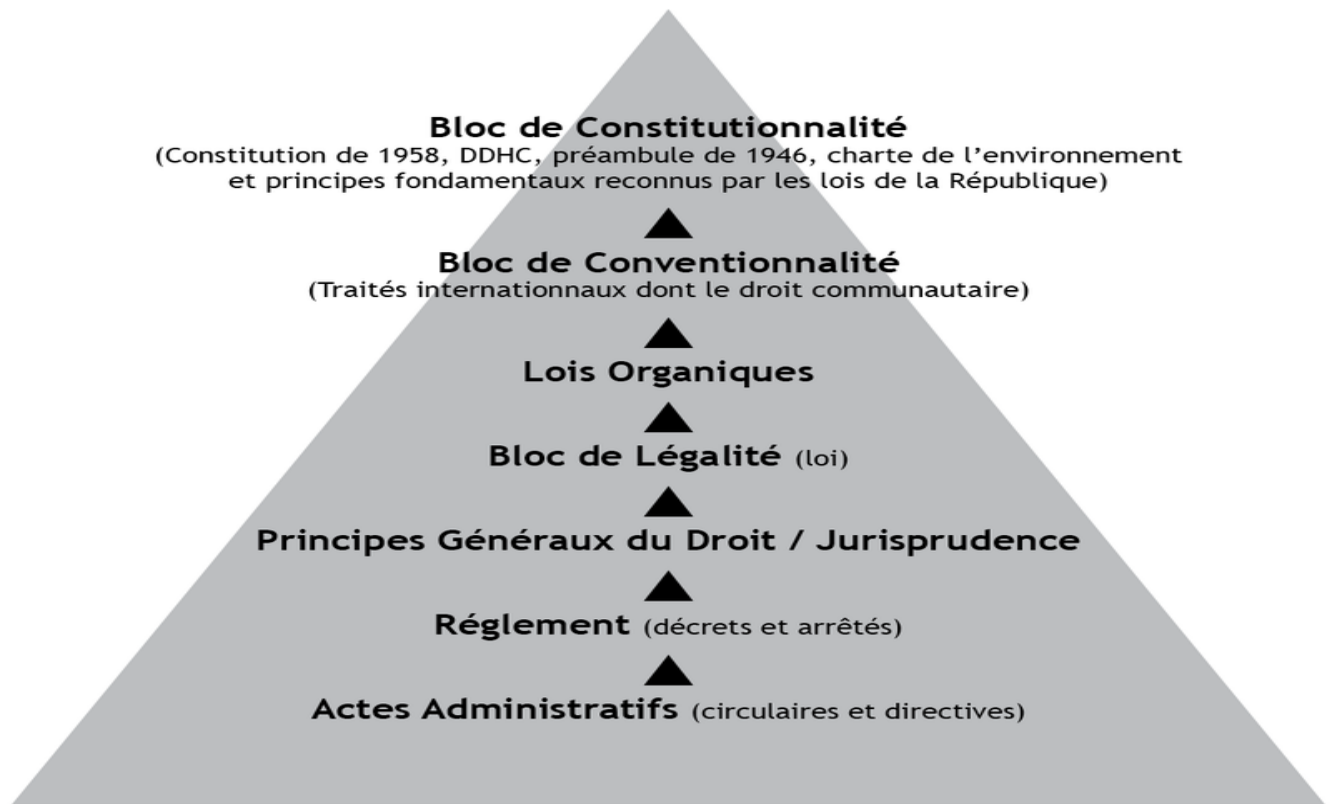 Bloc de Constitutionnalité
(Constitution de 1958, DDHC, préambule de 1946, charte de l’environnement
et principes fondamentaux reconnus par les lois de la République)
Bloc de Conventionnalité
(Traités internationnaux dont le droit communautaire)
Lois Organiques
Bloc de Légalité (loi)
Principes Généraux du Droit / Jurisprudence
Réglement (décrets et arrêtés)
Actes Administratifs (circulaires et directives)